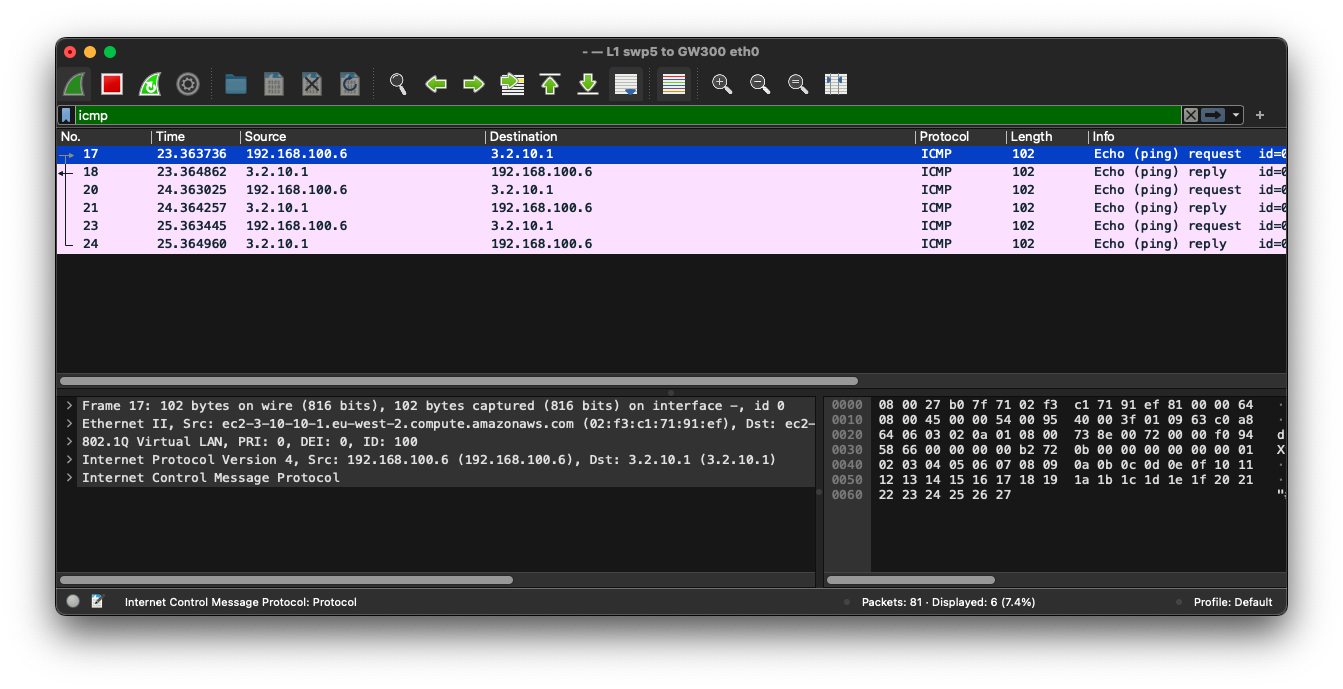 - — L1 swp5 to GW300 eth0
icmp
No. Time Source Destination Protocol Length Info
17 23.363736 192.168.100.6 3.2.10.1 ICMP 102 Echo (ping) request id=0
18 23.364862 3.2.10.1 192.168.100.6 ICMP 102 Echo (ping) reply id=0
20 24.363025 192.168.100.6 3.2.10.1 ICMP 102 Echo (ping) request id=0
21 24.364257 3.2.10.1 192.168.100.6 ICMP 102 Echo (ping) reply id=0
23 25.363445 192.168.100.6 3.2.10.1 ICMP 102 Echo (ping) request id=0
24 25.364960 3.2.10.1 192.168.100.6 ICMP 102 Echo (ping) reply id=0
> Frame 17: 102 bytes on wire (816 bits), 102 bytes captured (816 bits) on interface -, id 0
> Ethernet II, Src: ec2-3-10-10-1.eu-west-2.compute.amazonaws.com (02:f3:c1:71:91:ef), Dst: ec2-
> 802.1Q Virtual LAN, PRI: 0, DEI: 0, ID: 100
> Internet Protocol Version 4, Src: 192.168.100.6 (192.168.100.6), Dst: 3.2.10.1 (3.2.10.1)
> Internet Control Message Protocol
0000 08 00 27 b0 7f 71 02 f3 c1 71 91 ef 81 00 00 64 ·
0010 08 00 45 00 00 54 00 95 40 00 3f 01 09 63 c0 a8 ·
0020 64 06 03 02 0a 01 08 00 73 8e 00 72 00 00 f0 94 d
0030 58 66 00 00 00 00 b2 72 0b 00 00 00 00 00 00 01 X
0040 02 03 04 05 06 07 08 09 0a 0b 0c 0d 0e 0f 10 11 ·
0050 12 13 14 15 16 17 18 19 1a 1b 1c 1d 1e 1f 20 21 ·
0060 22 23 24 25 26 27 "
Internet Control Message Protocol: Protocol
Packets: 81 · Displayed: 6 (7.4%)
Profile: Default